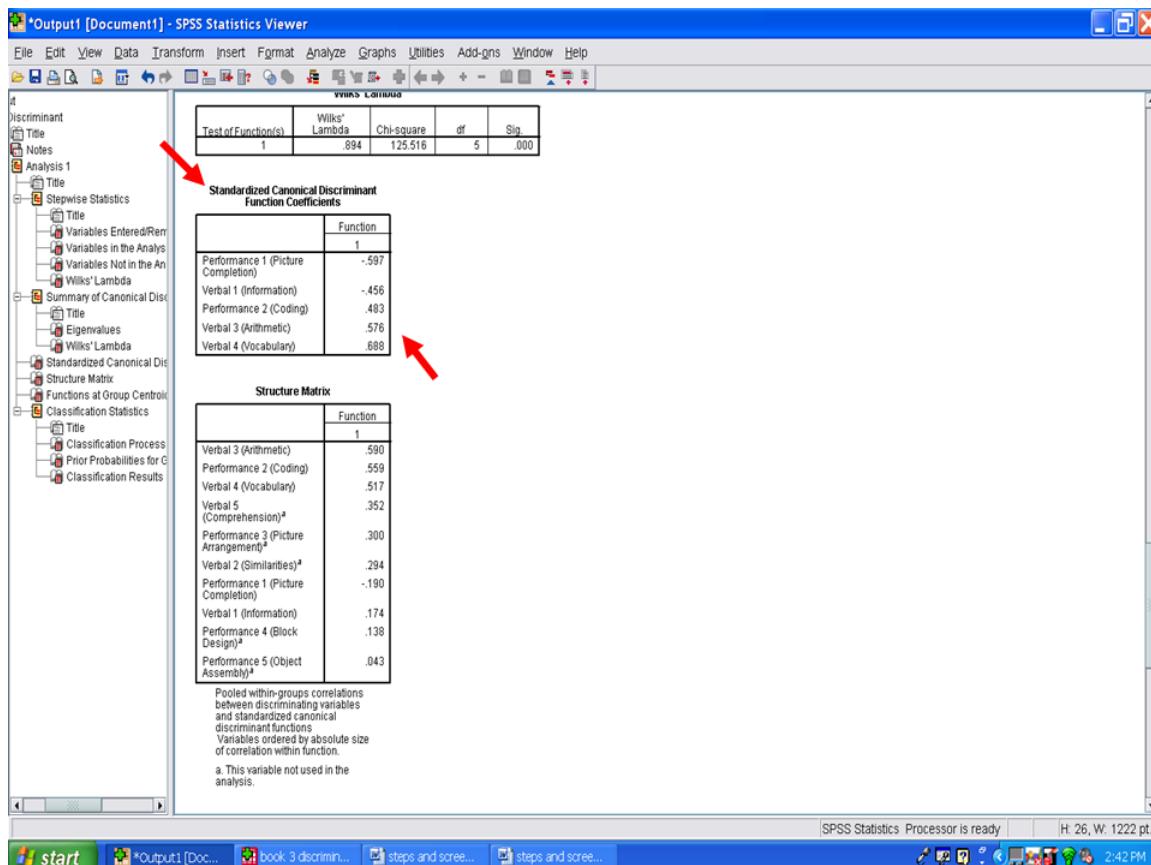 *Output1 [Document1] - SPSS Statistics Viewer
File Edit View Data Transform Insert Format Analyze Graphs Utilities Add-ons Window Help
Discriminant
Title
Notes
Analysis 1
Title
Stepwise Statistics
Title
Variables Entered/Rem
Variables in the Analys
Variables Not in the An
Wilks' Lambda
Summary of Canonical Disc
Title
Eigenvalues
Wilks' Lambda
Standardized Canonical Dis
Structure Matrix
Functions at Group Centroid
Classification Statistics
Title
Classification Process
Prior Probabilities for G
Classification Results
Wilks' Lambda
Test of Function(s) Wilks' Lambda Chi-square df Sig.
1 .894 125.516 5 .000
Standardized Canonical Discriminant
Function Coefficients
Function
1
Performance 1 (Picture Completion) -.597
Verbal 1 (Information) -.456
Performance 2 (Coding) .483
Verbal 3 (Arithmetic) .576
Verbal 4 (Vocabulary) .688
Structure Matrix
Function
1
Verbal 3 (Arithmetic) .590
Performance 2 (Coding) .559
Verbal 4 (Vocabulary) .517
Verbal 5 (Comprehension)a .352
Performance 3 (Picture Arrangement)a .300
Verbal 2 (Similarities)a .294
Performance 1 (Picture Completion) -.190
Verbal 1 (Information) .174
Performance 4 (Block Design)a .138
Performance 5 (Object Assembly)a .043
Pooled within-groups correlations
between discriminating variables
and standardized canonical
discriminant functions
Variables ordered by absolute size
of correlation within function.
a. This variable not used in the
analysis.
SPSS Statistics Processor is ready H: 26, W: 1222 pt.
start *Output1 [Doc... book 3 discrimin... steps and scree... steps and scree... 2:42 PM